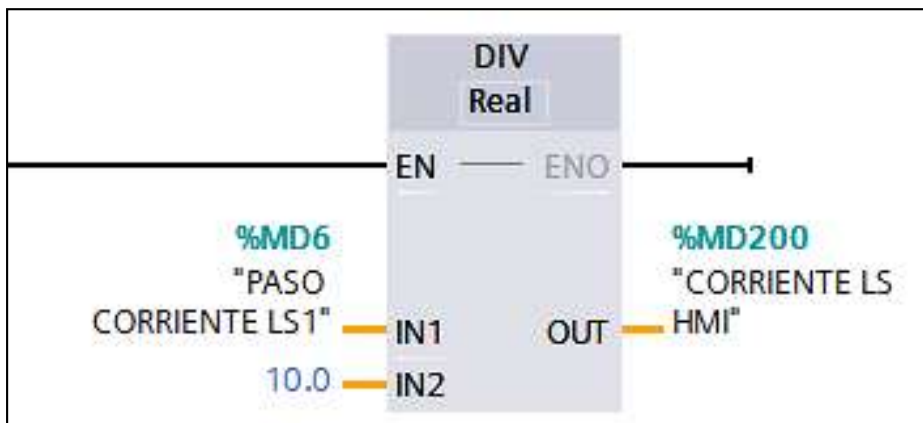 DIV
Real
EN ENO
%MD6 %MD200
"PASO "CORRIENTE LS
CORRIENTE LS1" IN1 OUT HMI"
10.0 IN2